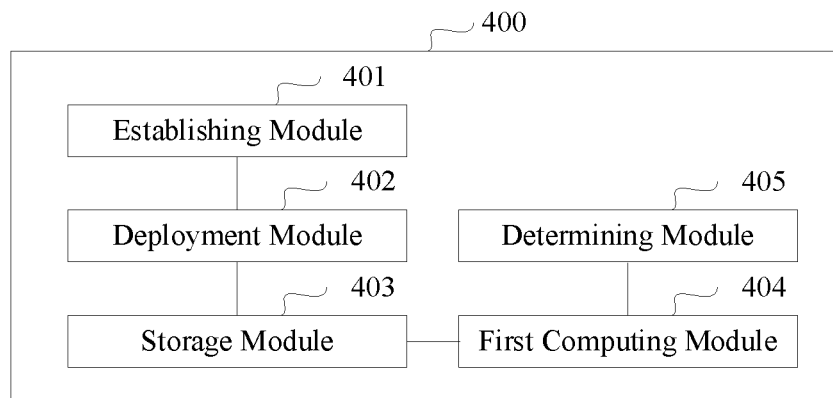 400
401
Establishing Module
402
Deployment Module
405
Determining Module
403
Storage Module
404
First Computing Module